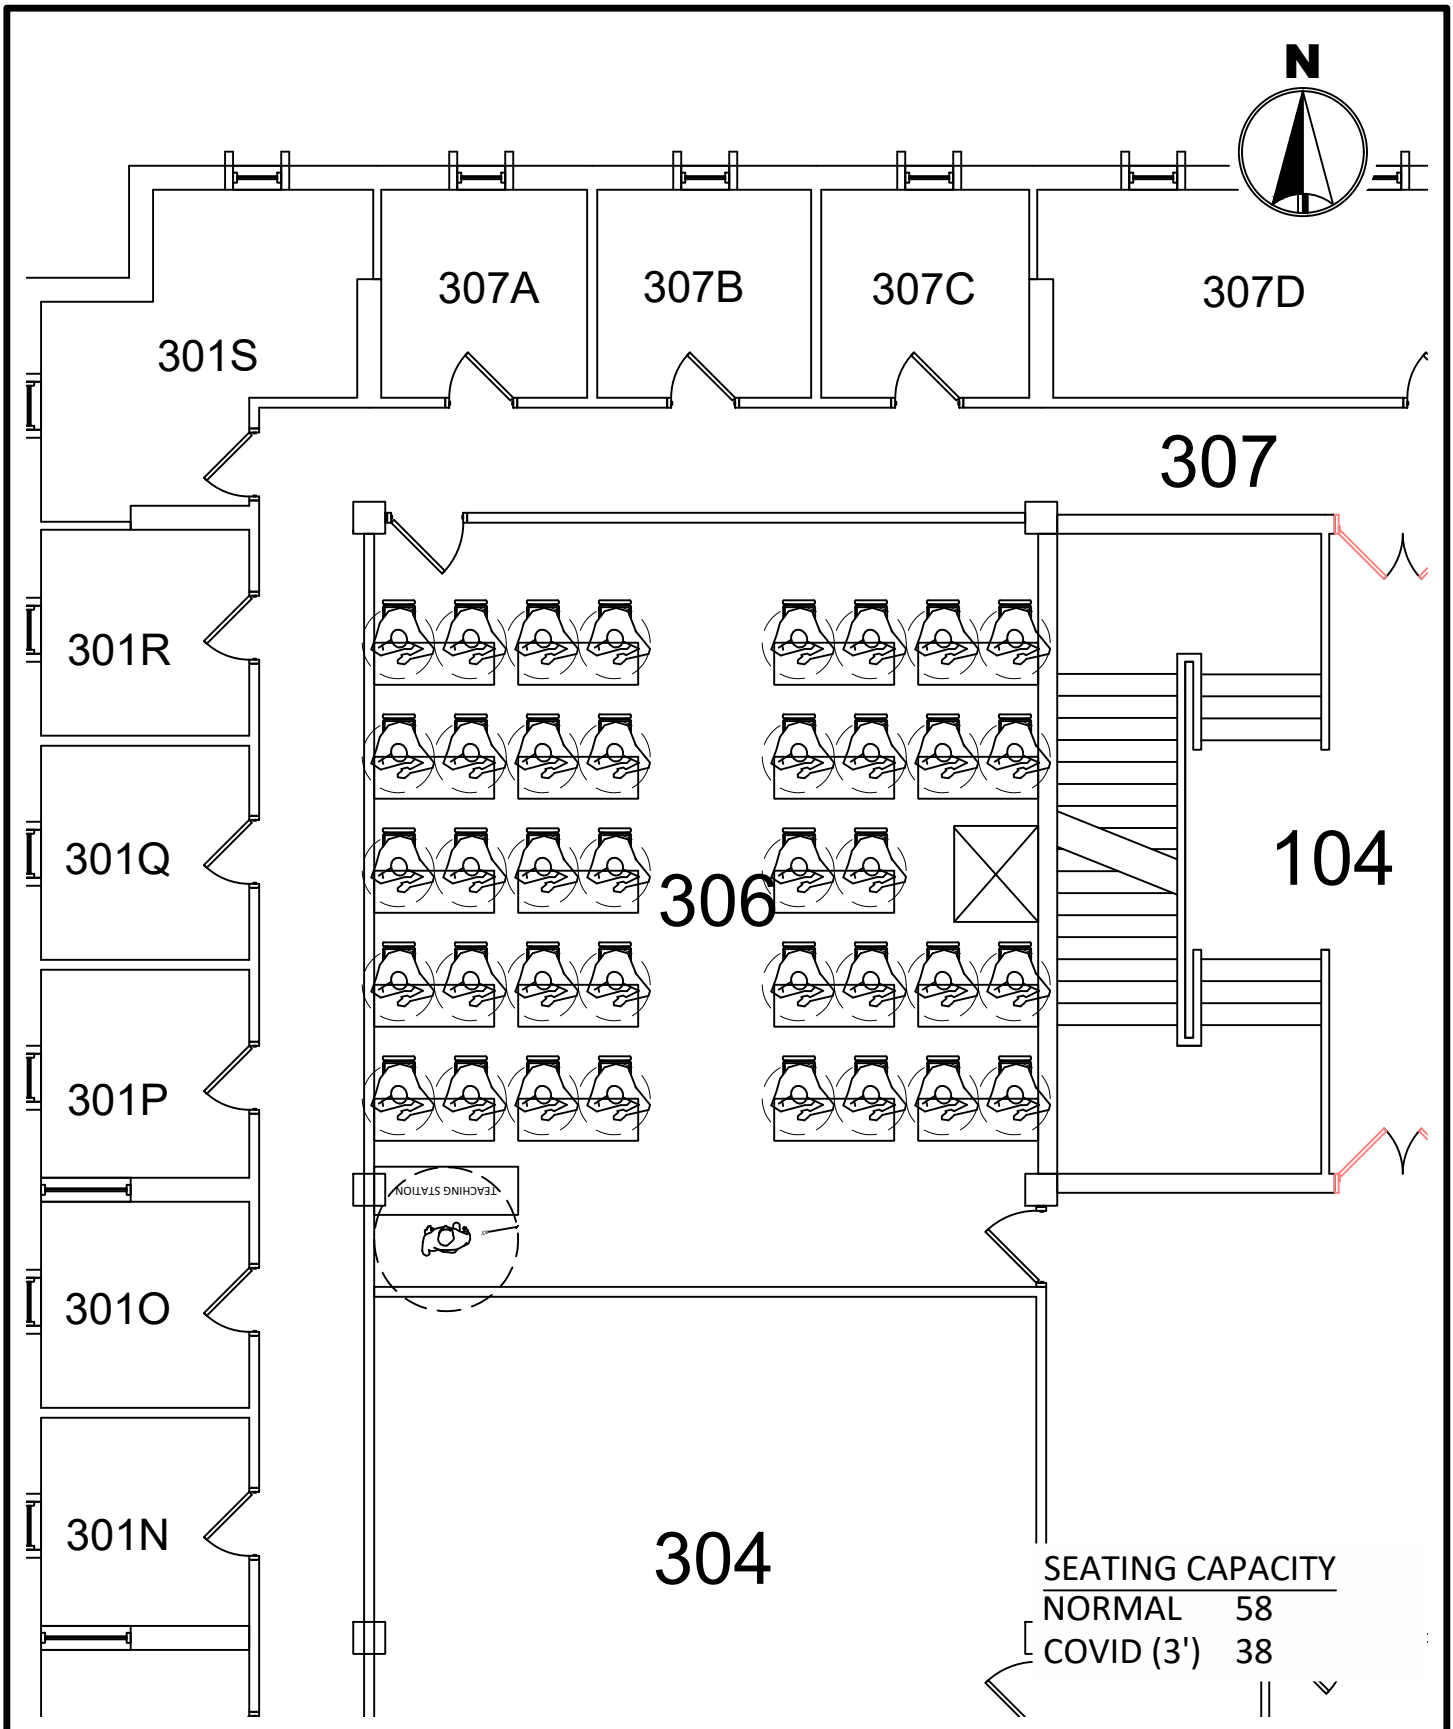 N
307A
307B
307C
307D
301S
307
301R
104
301Q
306
301P
TEACHING STATION
301O
301N
304
SEATING CAPACITY
NORMAL 58
COVID (3') 38